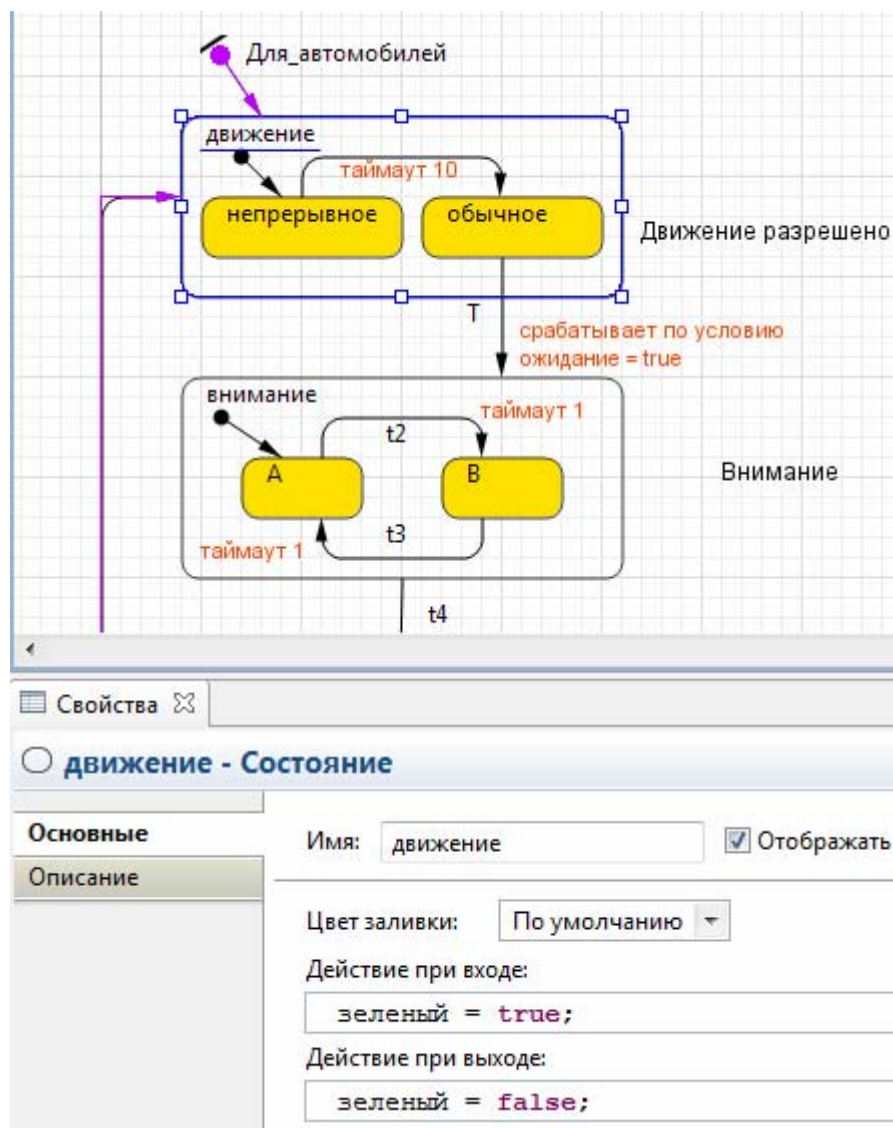 Для_автомобилей
движение
таймаут 10
непрерывное
обычное
Движение разрешено
T
срабатывает по условию
ожидание = true
внимание
таймаут 1
t2
A
B
Внимание
t3
таймаут 1
t4
Свойства
движение - Состояние
Основные
Имя: движение
Отображать
Описание
Цвет заливки: По умолчанию
Действие при входе:
зеленый = true;
Действие при выходе:
зеленый = false;